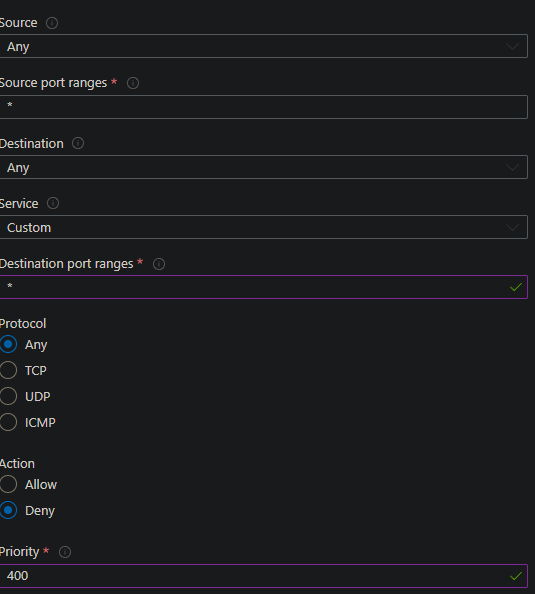 Source
Any
Source port ranges *
*
Destination
Any
Service
Custom
Destination port ranges *
*
Protocol
Any
TCP
UDP
ICMP
Action
Allow
Deny
Priority *
400